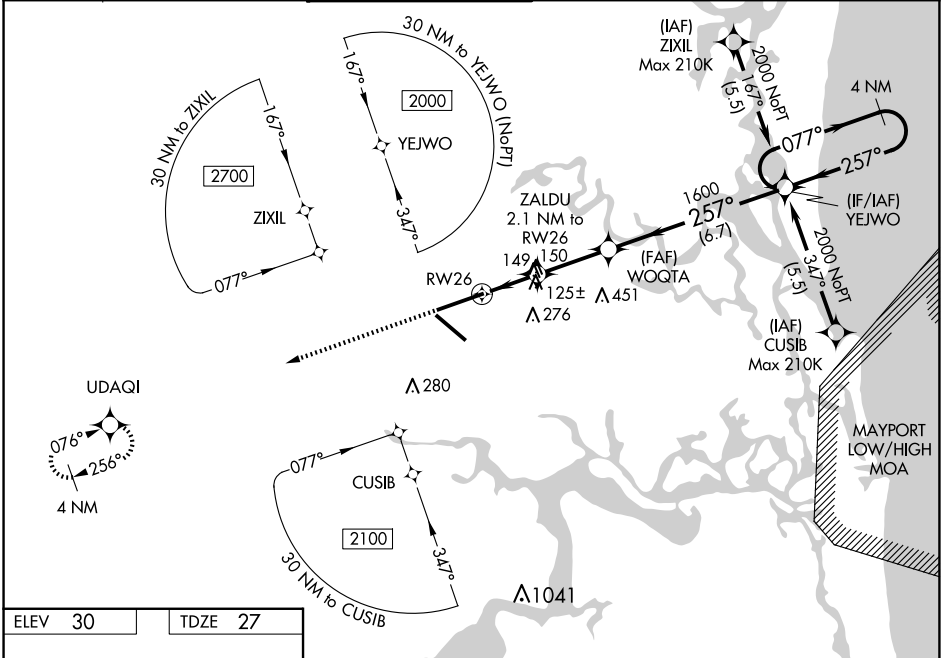 (IAF)
ZIXIL
Max 210K
2000 NoPT
167°
(5.5)
4 NM
077°
257°
(IF/IAF)
YEJWO
1600
257°
(6.7)
2000 NoPT
347°
(5.5)
(IAF)
CUSIB
Max 210K
MAYPORT
LOW/HIGH
MOA
30 NM to YEJWO (NoPT)
167°
2000
YEJWO
347°
30 NM to ZIXIL
167°
2700
ZIXIL
077°
ZALDU
2.1 NM to
RW26
149
150
125±
451
276
(FAF)
WOQTA
RW26
280
UDAQI
076°
256°
4 NM
077°
CUSIB
2100
347°
30 NM to CUSIB
1041
ELEV 30
TDZE 27